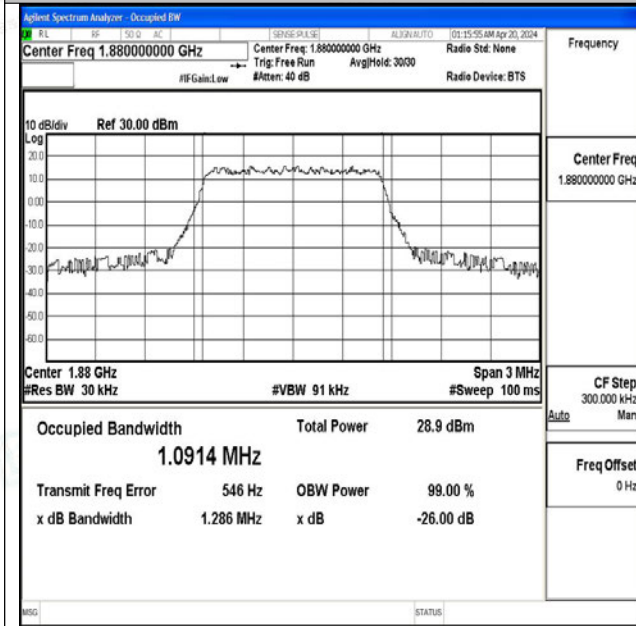 Agilent Spectrum Analyzer - Occupied BW
RL RF 50 Ω AC SENSE:PULSE ALIGNAUTO 01:15:55 AM Apr 20, 2024
Center Freq 1.880000000 GHz
Center Freq: 1.880000000 GHz
Radio Std: None
Trig: Free Run Avg|Hold: 30/30
#IFGain:Low
#Atten: 40 dB
Radio Device: BTS
10 dB/div Ref 30.00 dBm
Log
20.0
10.0
0.00
-10.0
-20.0
-30.0
-40.0
-50.0
-60.0
Center 1.88 GHz Span 3 MHz
#Res BW 30 kHz #VBW 91 kHz #Sweep 100 ms
Occupied Bandwidth Total Power 28.9 dBm
1.0914 MHz
Transmit Freq Error 546 Hz OBW Power 99.00 %
x dB Bandwidth 1.286 MHz x dB -26.00 dB
MSG STATUS
Frequency
Center Freq
1.880000000 GHz
CF Step
300.000 kHz
Auto Man
Freq Offset
0 Hz